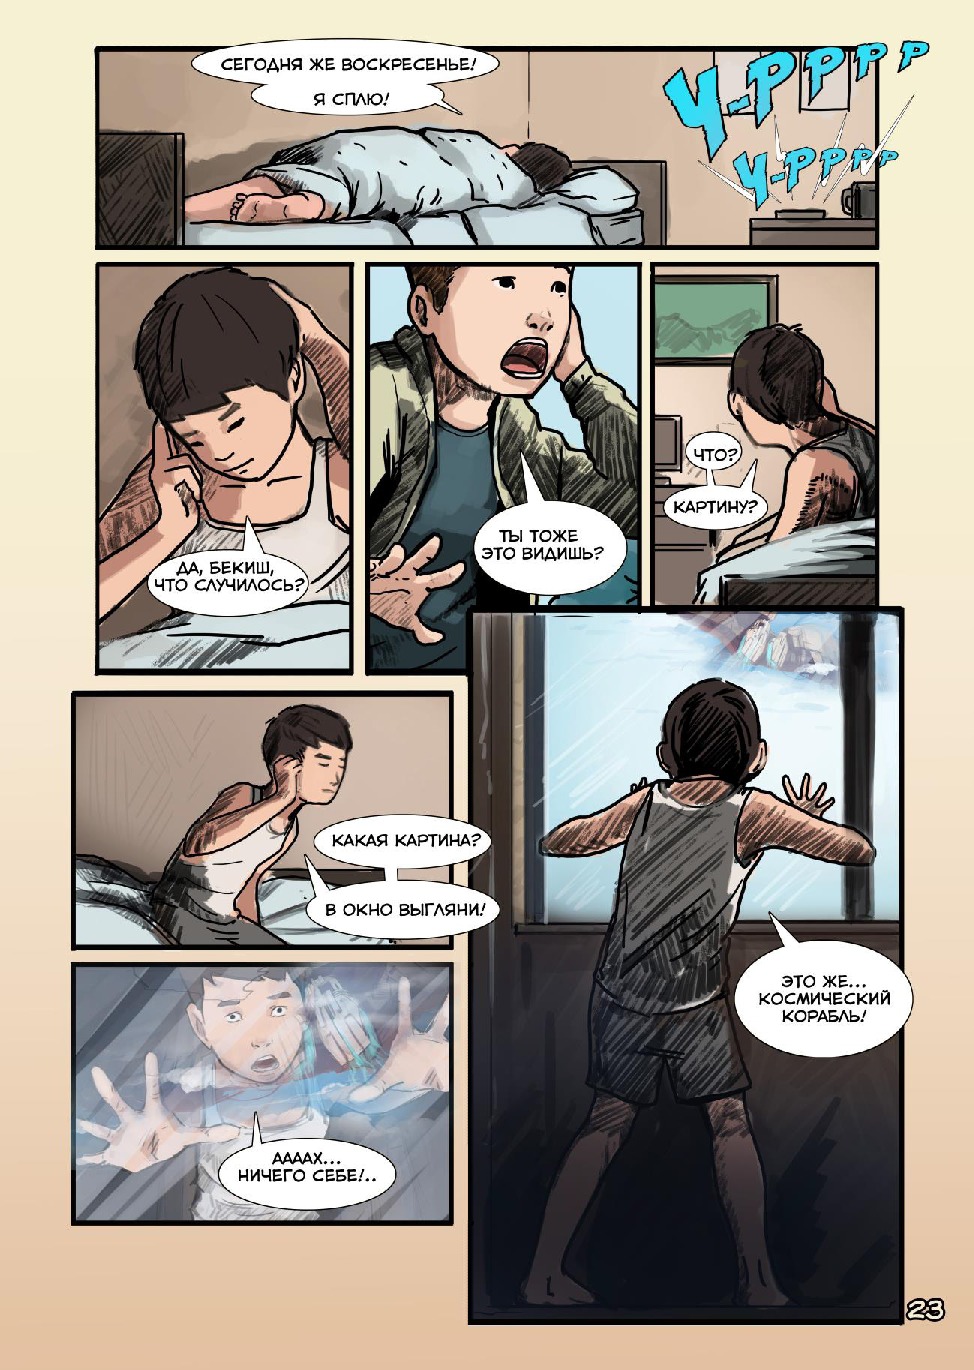 СЕГОДНЯ ЖЕ ВОСКРЕСЕНЬЕ!
Я СПЛЮ!
Ч-РРРР
Ч-РРРР
ДА, БЕКИШ,
ЧТО СЛУЧИЛОСЬ?
ТЫ ТОЖЕ
ЭТО ВИДИШЬ?
ЧТО?
КАРТИНУ?
КАКАЯ КАРТИНА?
В ОКНО ВЫГЛЯНИ!
ЭТО ЖЕ...
КОСМИЧЕСКИЙ
КОРАБЛЬ!
ААААХ...
НИЧЕГО СЕБЕ!..
23